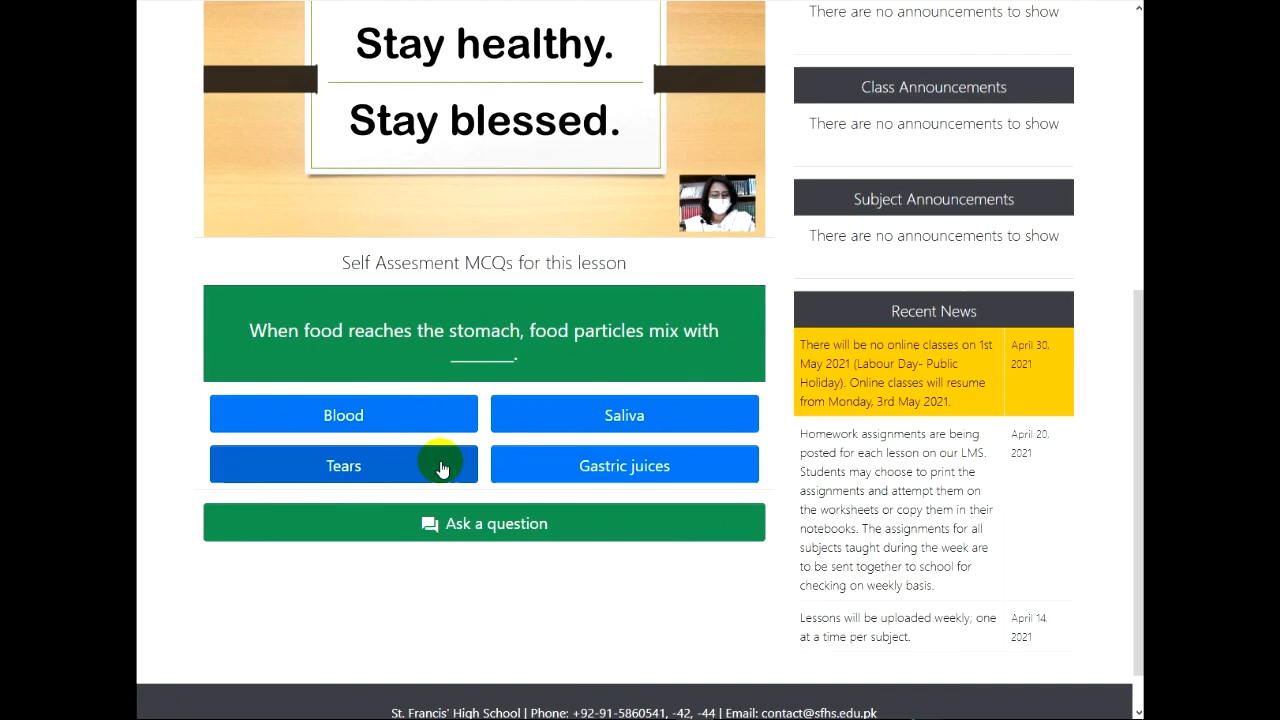 Stay healthy.
Stay blessed.
Self Assesment MCQs for this lesson
When food reaches the stomach, food particles mix with
_______.
Blood
Saliva
Tears
Gastric juices
Ask a question
There are no announcements to show
Class Announcements
There are no announcements to show
Subject Announcements
There are no announcements to show
Recent News
There will be no online classes on 1st
May 2021 (Labour Day- Public
Holiday). Online classes will resume
from Monday, 3rd May 2021.
April 30,
2021
Homework assignments are being
posted for each lesson on our LMS.
Students may choose to print the
assignments and attempt them on
the worksheets or copy them in their
notebooks. The assignments for all
subjects taught during the week are
to be sent together to school for
checking on weekly basis.
April 20,
2021
Lessons will be uploaded weekly; one
at a time per subject.
April 14,
2021
St. Francis' High School | Phone: +92-91-5860541, -42, -44 | Email: contact@sfhs.edu.pk